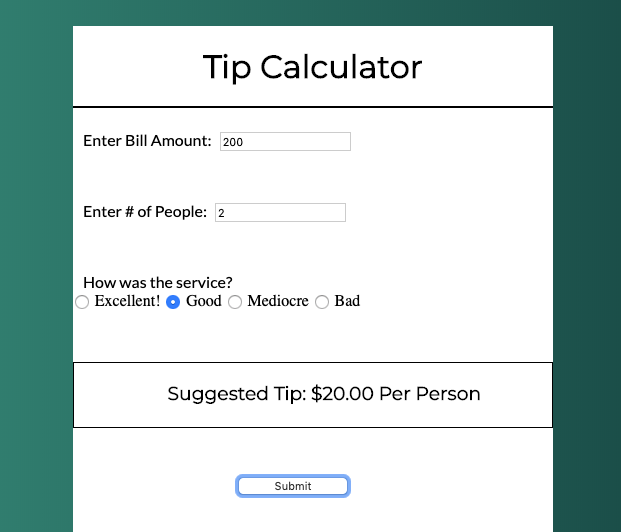 Tip Calculator
Enter Bill Amount: 200
Enter # of People: 2
How was the service?
Excellent! Good Mediocre Bad
Suggested Tip: $20.00 Per Person
Submit